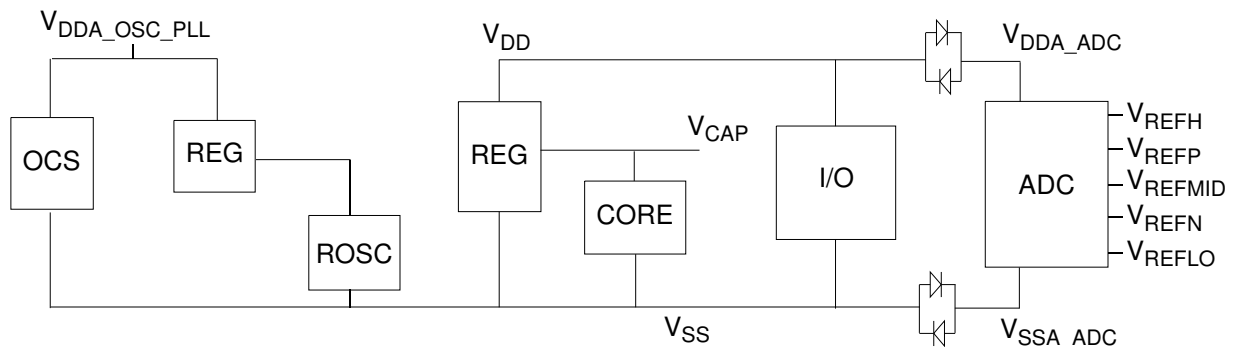 VDDA_OSC_PLL
VDD
VDDA_ADC
OCS
REG
REG
VCAP
I/O
ADC
VREFH
VREFP
VREFMID
VREFN
VREFLO
CORE
ROSC
VSS
VSSA_ADC